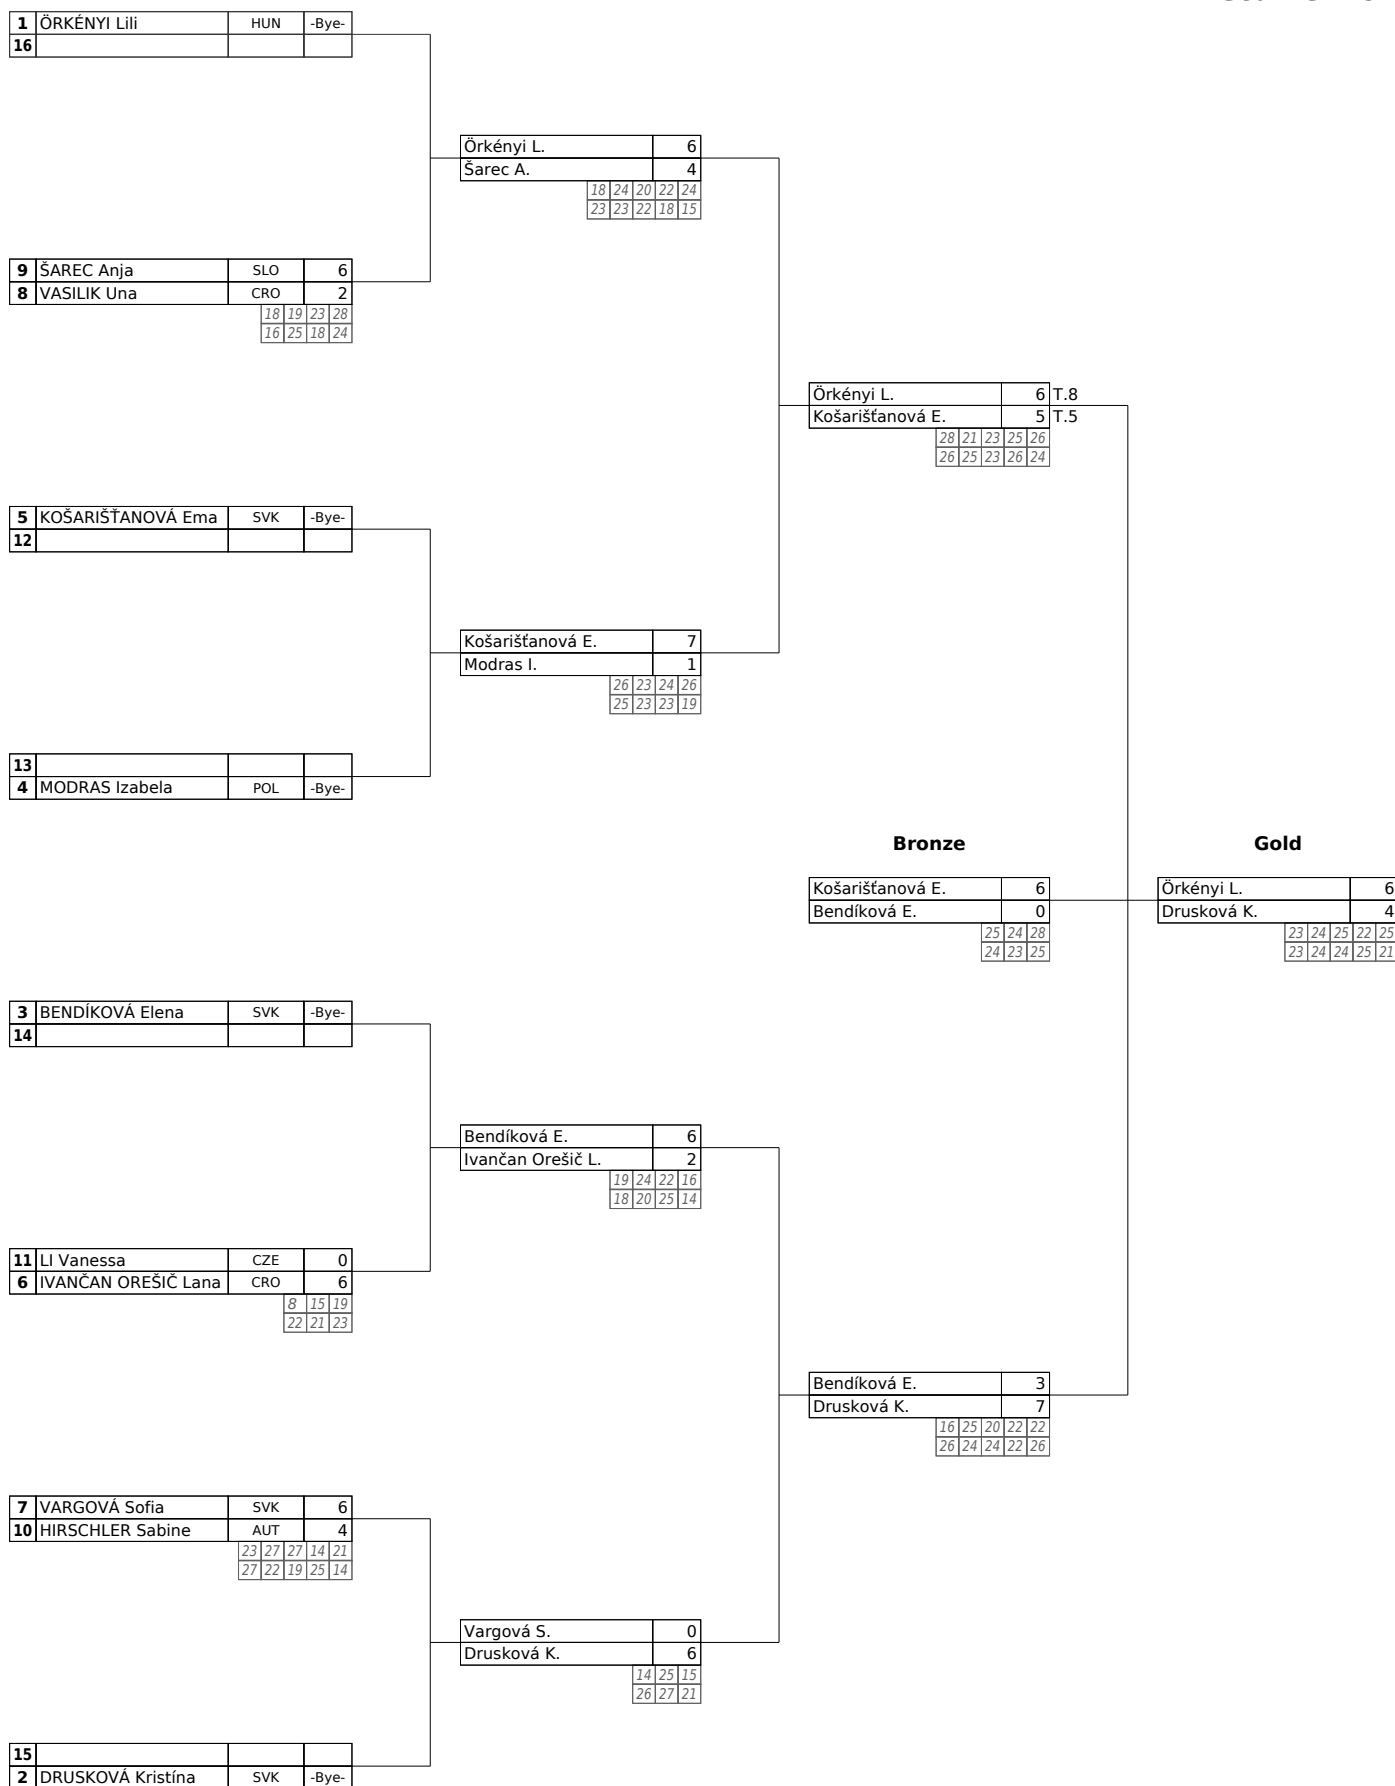 1 ÖRKÉNYI Lili HUN -Bye-
16
Örkényi L. 6
Šarec A. 4
18 24 20 22 24
23 23 22 18 15
9 ŠAREC Anja SLO 6
8 VASILIK Una CRO 2
18 19 23 28
16 25 18 24
Örkényi L. 6 T.8
Košarišťanová E. 5 T.5
28 21 23 25 26
26 25 23 26 24
5 KOŠARIŠŤANOVÁ Ema SVK -Bye-
12
Košarišťanová E. 7
Modras I. 1
26 23 24 26
25 23 23 19
13
4 MODRAS Izabela POL -Bye-
Bronze Gold
Košarišťanová E. 6 Örkényi L. 6
Bendíková E. 0 Drusková K. 4
25 24 28 23 24 25 22 25
24 23 25 23 24 24 25 21
3 BENDÍKOVÁ Elena SVK -Bye-
14
Bendíková E. 6
Ivančan Orešič L. 2
19 24 22 16
18 20 25 14
11 LI Vanessa CZE 0
6 IVANČAN OREŠIČ Lana CRO 6
8 15 19
22 21 23
Bendíková E. 3
Drusková K. 7
16 25 20 22 22
26 24 24 22 26
7 VARGOVÁ Sofia SVK 6
10 HIRSCHLER Sabine AUT 4
23 27 27 14 21
27 22 19 25 14
Vargová S. 0
Drusková K. 6
14 25 15
26 27 21
15
2 DRUSKOVÁ Kristína SVK -Bye-